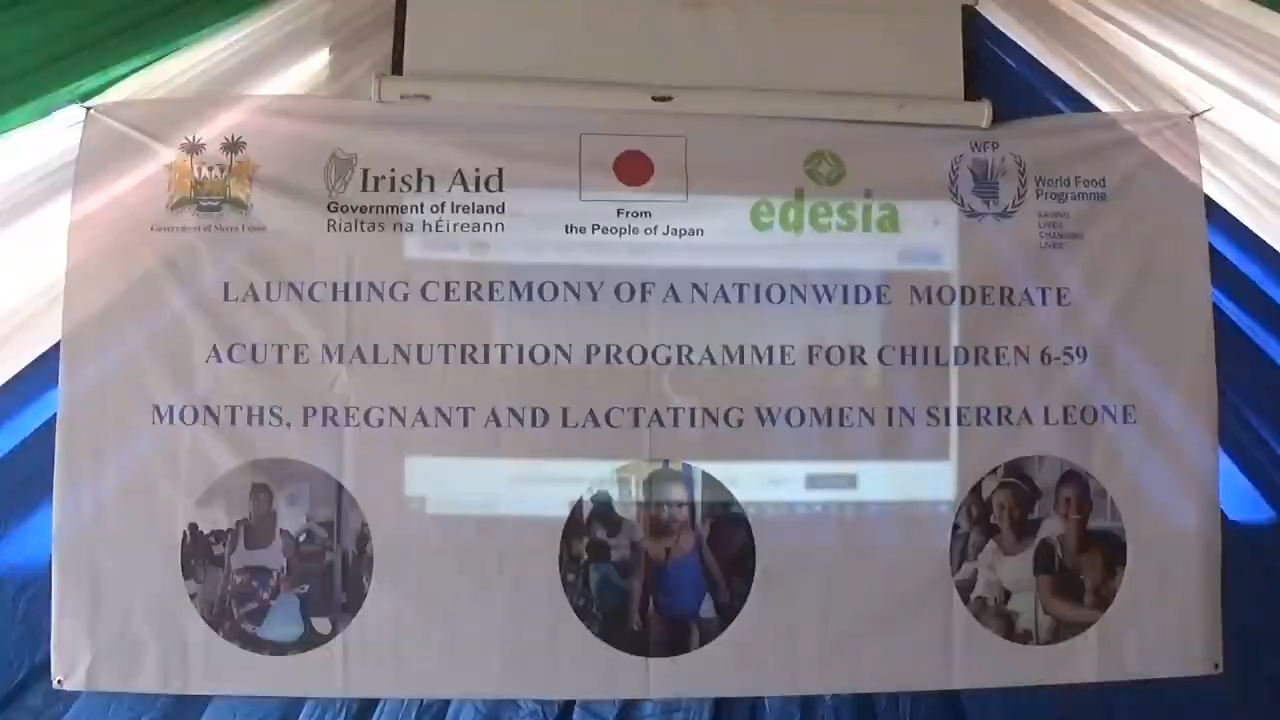 Government of Sierra Leone
Irish Aid
Government of Ireland
Rialtas na hÉireann
From
the People of Japan
edesia
WFP
World Food
Programme
SAVING
LIVES
CHANGING
LIVES
LAUNCHING CEREMONY OF A NATIONWIDE MODERATE
ACUTE MALNUTRITION PROGRAMME FOR CHILDREN 6-59
MONTHS, PREGNANT AND LACTATING WOMEN IN SIERRA LEONE